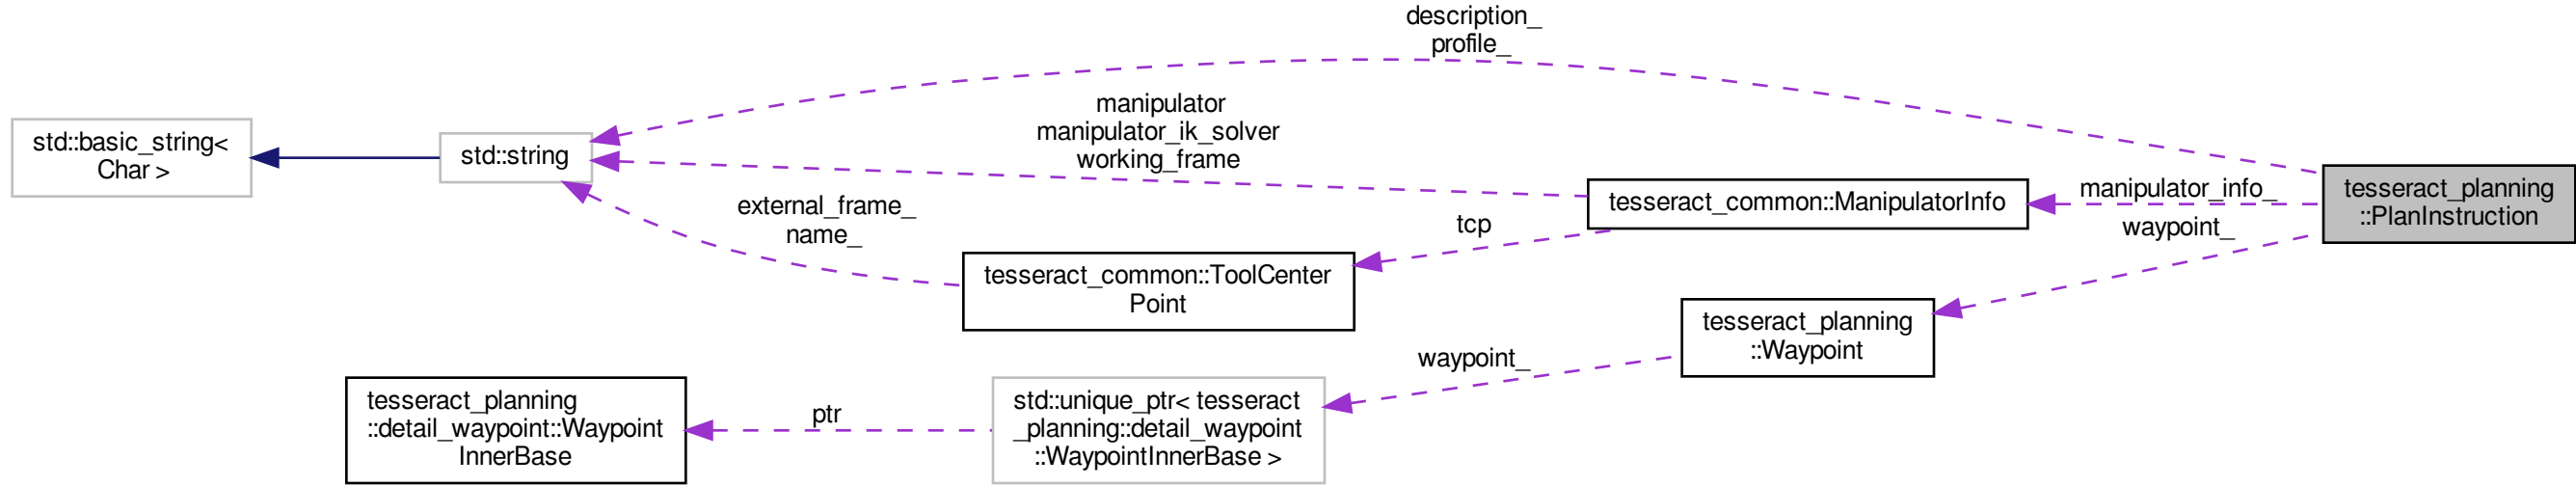 description_
profile_
manipulator
manipulator_ik_solver
working_frame
std::basic_string<
Char >
std::string
external_frame_
name_
tcp
tesseract_common::ManipulatorInfo
manipulator_info_
waypoint_
tesseract_planning
::PlanInstruction
tesseract_common::ToolCenter
Point
tesseract_planning
::Waypoint
waypoint_
tesseract_planning
::detail_waypoint::Waypoint
InnerBase
ptr
std::unique_ptr< tesseract
_planning::detail_waypoint
::WaypointInnerBase >